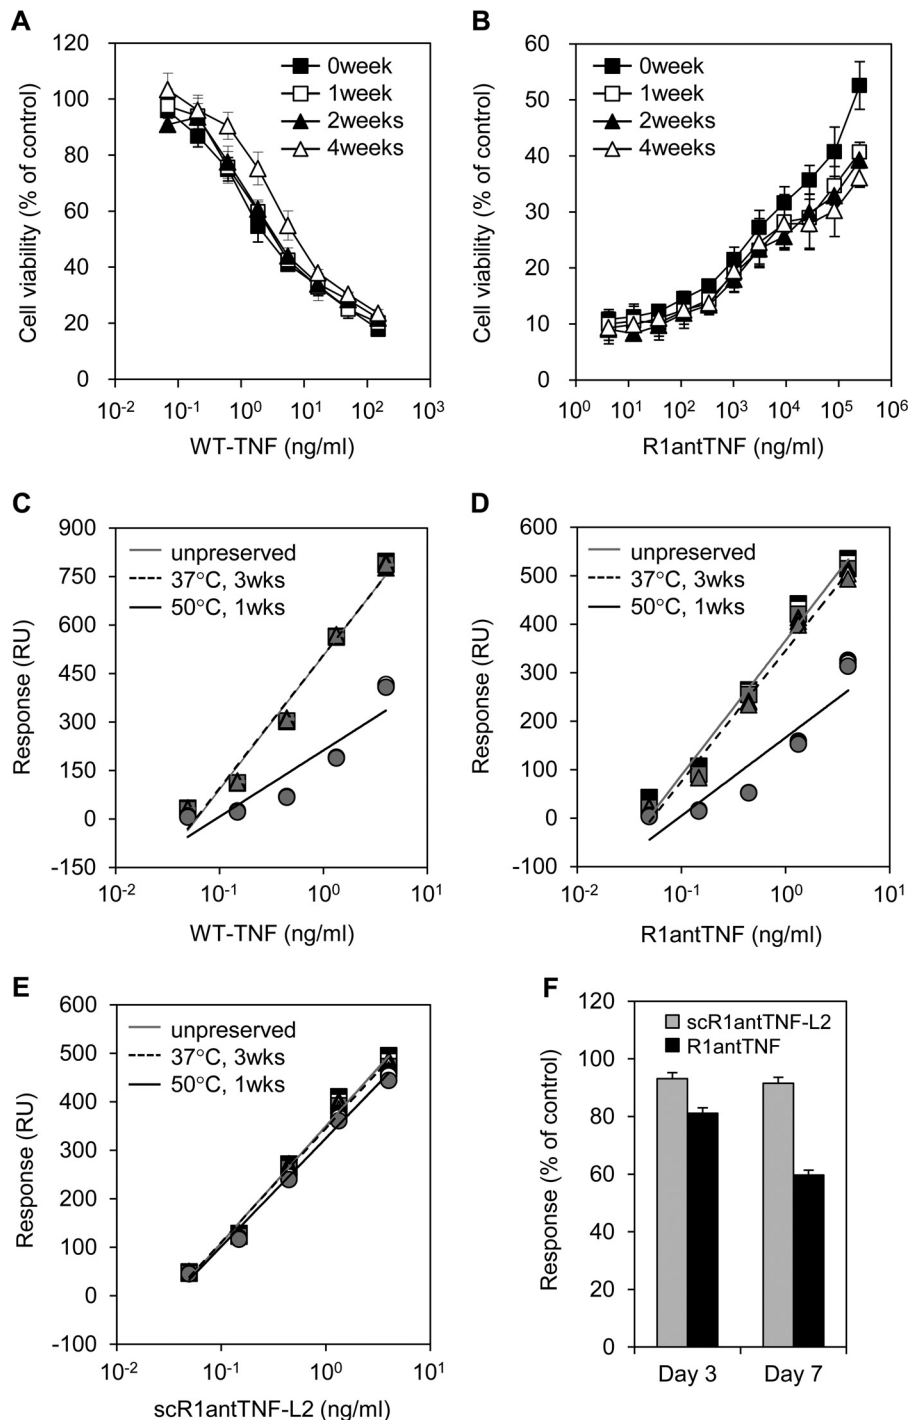 A
120
100
80
60
40
20
0
Cell viability (% of control)
0week
1week
2weeks
4weeks
10-2 10-1 100 101 102 103
WT-TNF (ng/ml)
B
60
50
40
30
20
10
0
Cell viability (% of control)
0week
1week
2weeks
4weeks
100 101 102 103 104 105 106
R1antTNF (ng/ml)
C
900
750
600
450
300
150
0
-150
Response (RU)
unpreserved
37°C, 3wks
50°C, 1wks
10-2 10-1 100 101
WT-TNF (ng/ml)
D
600
500
400
300
200
100
0
-100
Response (RU)
unpreserved
37°C, 3wks
50°C, 1wks
10-2 10-1 100 101
R1antTNF (ng/ml)
E
600
500
400
300
200
100
0
-100
Response (RU)
unpreserved
37°C, 3wks
50°C, 1wks
10-2 10-1 100 101
scR1antTNF-L2 (ng/ml)
F
120
100
80
60
40
20
0
Response (% of control)
scR1antTNF-L2
R1antTNF
Day 3 Day 7